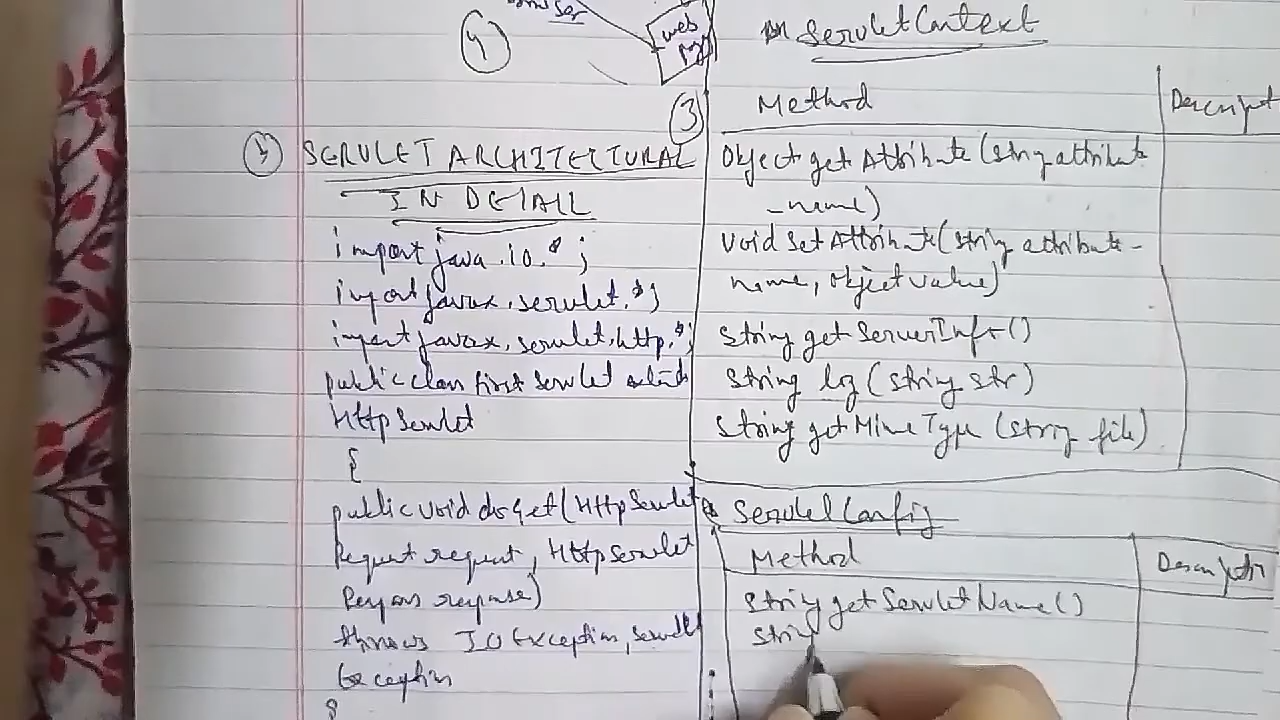 4
web
3
3) SERVLET ARCHITECTURAL
IN DETAIL
import java.io.*;
import javax.servlet.*;
import javax.servlet.http.*;
public class first Servlet extends
HttpServlet
{
public void doGet(HttpServlet
Request request, HttpServlet
Respons response)
throws IOException, Servlet
Exception
{
ServletContext
Method
Descript
Object getAttribute (String attribute
_name)
Void SetAttribute(String attribute-
name, Object value)
String getServerInfo()
String log (String str)
String getMimeType (String file)
ServletConfig
Method
Description
String getServletName()
String